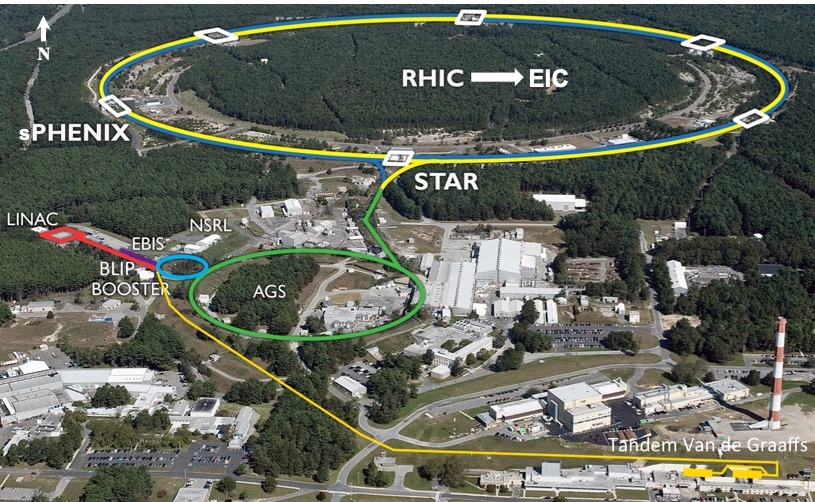 N
RHIC EIC
sPHENIX
STAR
LINAC
NSRL
EBIS
BLIP
BOOSTER
AGS
Tandem Van de Graaffs